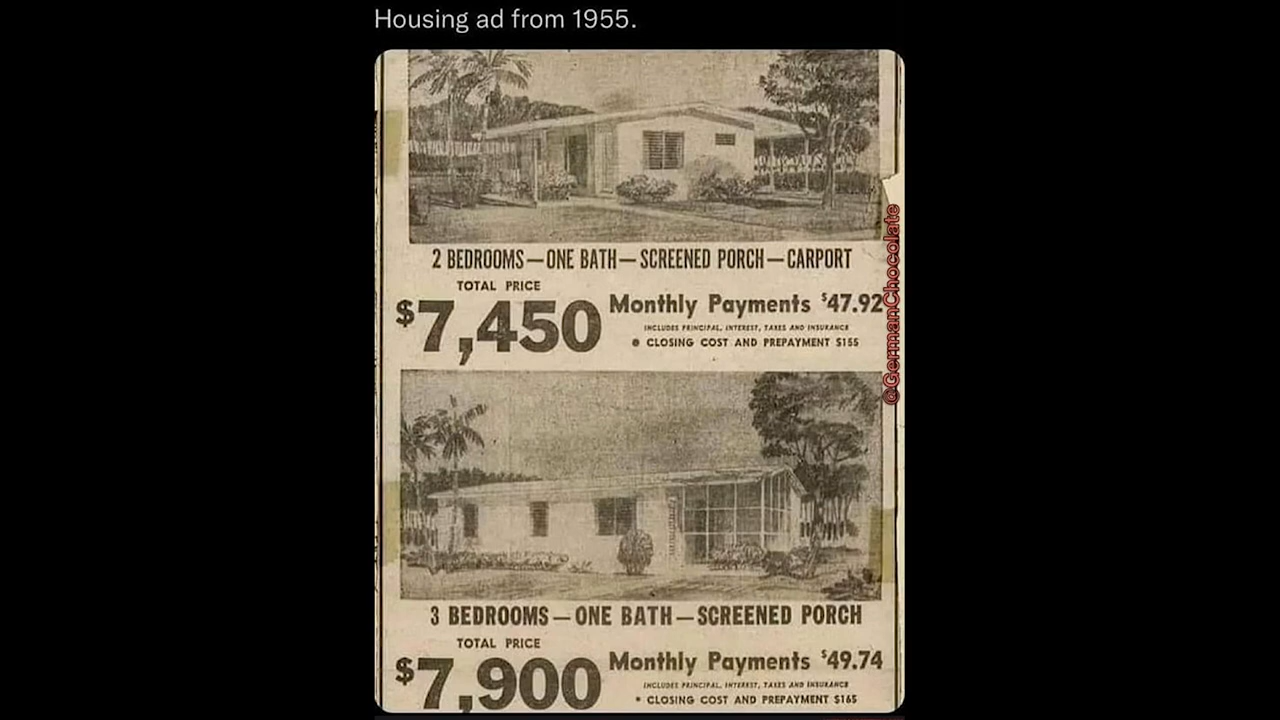 Housing ad from 1955.
2 BEDROOMS—ONE BATH—SCREENED PORCH—CARPORT
TOTAL PRICE
$7,450
Monthly Payments $47.92
INCLUDES PRINCIPAL, INTEREST, TAXES AND INSURANCE
● CLOSING COST AND PREPAYMENT $155
@GermanChocolate
3 BEDROOMS—ONE BATH—SCREENED PORCH
TOTAL PRICE
$7,900
Monthly Payments $49.74
INCLUDES PRINCIPAL, INTEREST, TAXES AND INSURANCE
• CLOSING COST AND PREPAYMENT $165